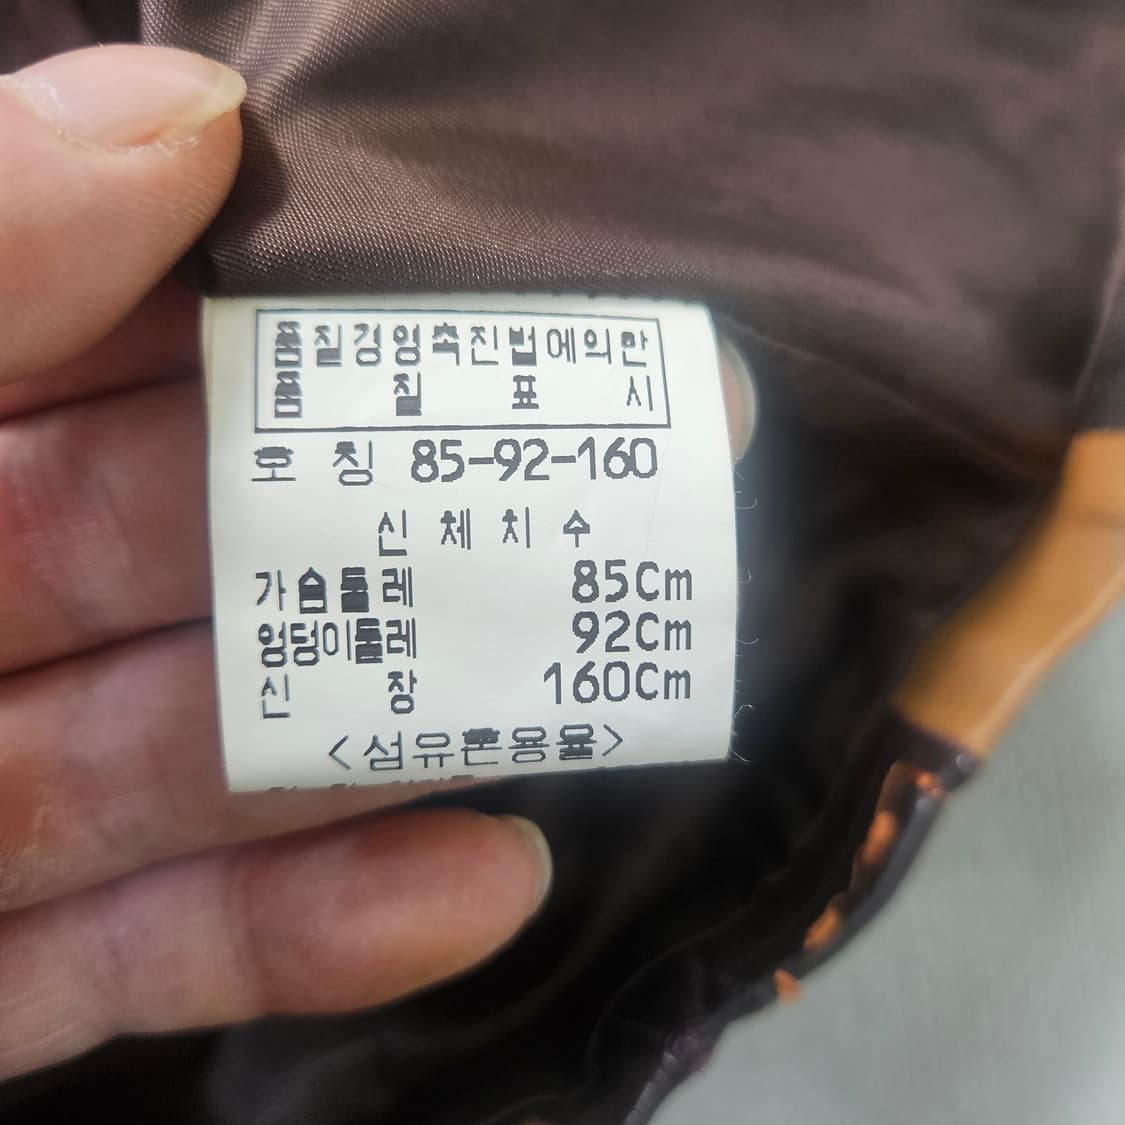 품질경영촉진법에의한
품 질 표 시
호 칭 85-92-160
신 체 치 수
가슴둘레 85Cm
엉덩이둘레 92Cm
신 장 160Cm
<섬유혼용율>